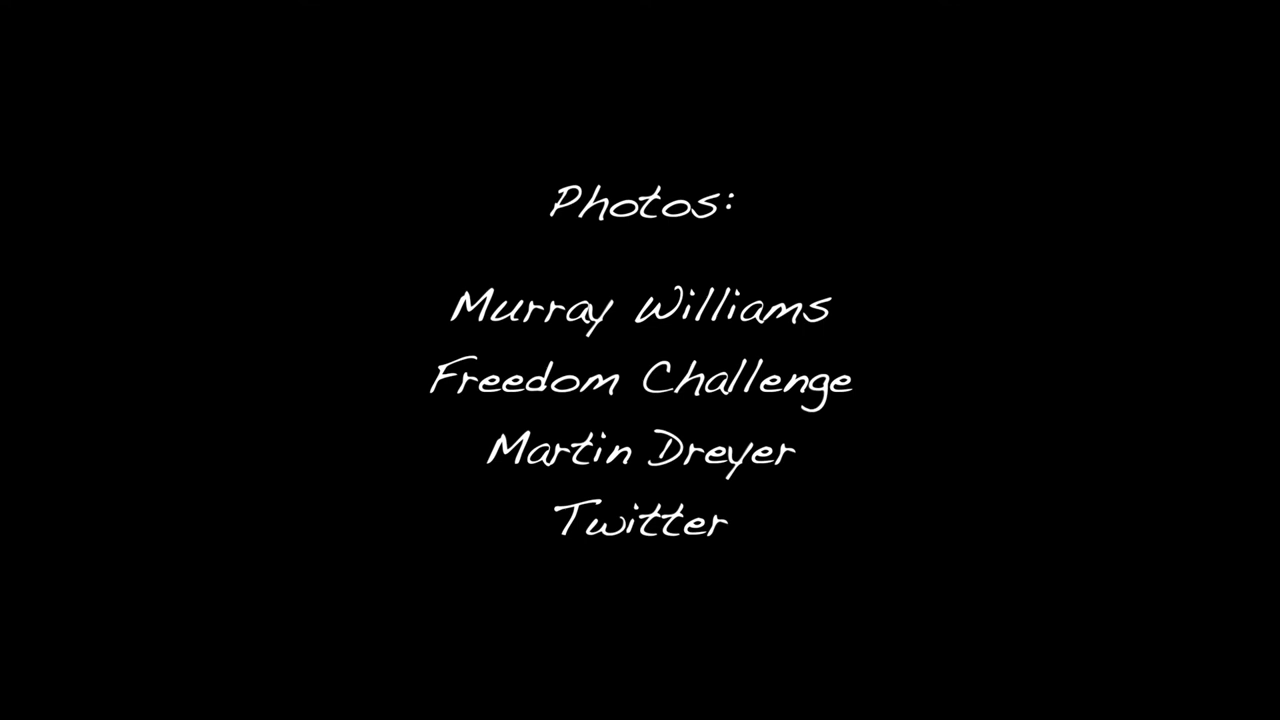 Photos:
Murray Williams
Freedom Challenge
Martin Dreyer
Twitter